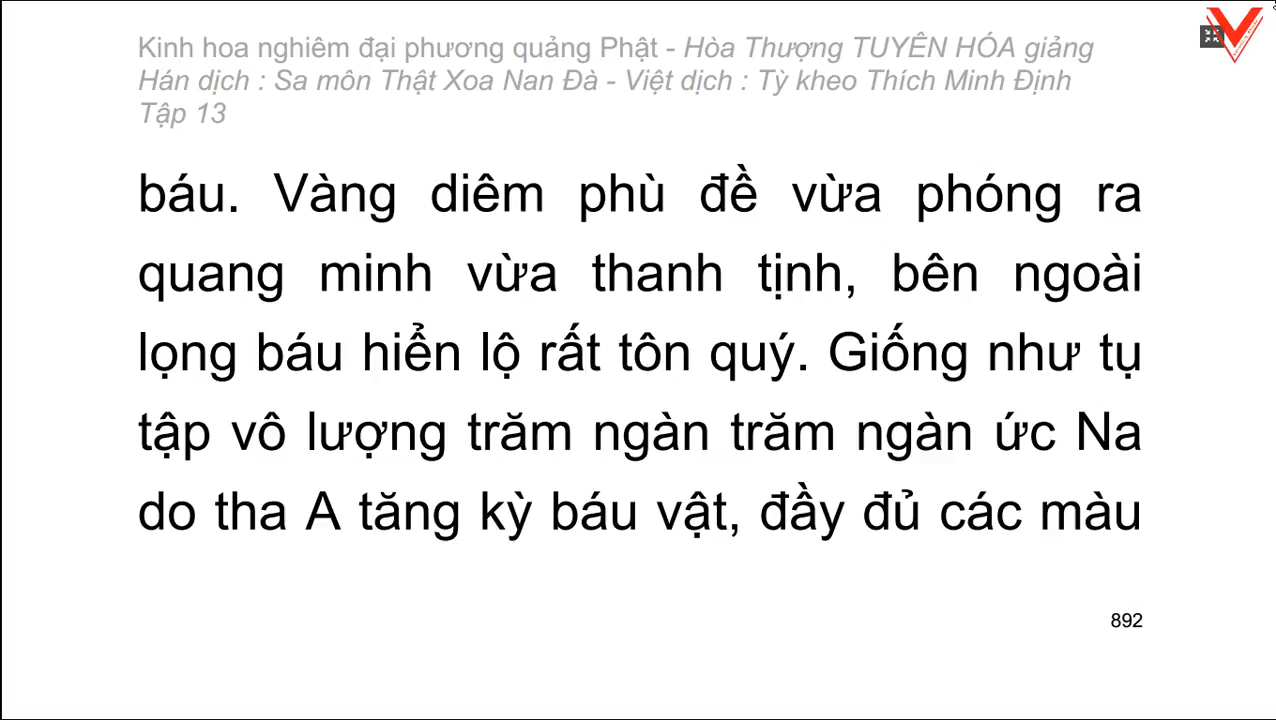 Kinh hoa nghiêm đại phương quảng Phật - Hòa Thượng TUYÊN HÓA giảng
Hán dịch : Sa môn Thật Xoa Nan Đà - Việt dịch : Tỳ kheo Thích Minh Định
Tập 13
báu. Vàng diêm phù đề vừa phóng ra
quang minh vừa thanh tịnh, bên ngoài
lọng báu hiển lộ rất tôn quý. Giống như tụ
tập vô lượng trăm ngàn trăm ngàn ức Na
do tha A tăng kỳ báu vật, đầy đủ các màu
892